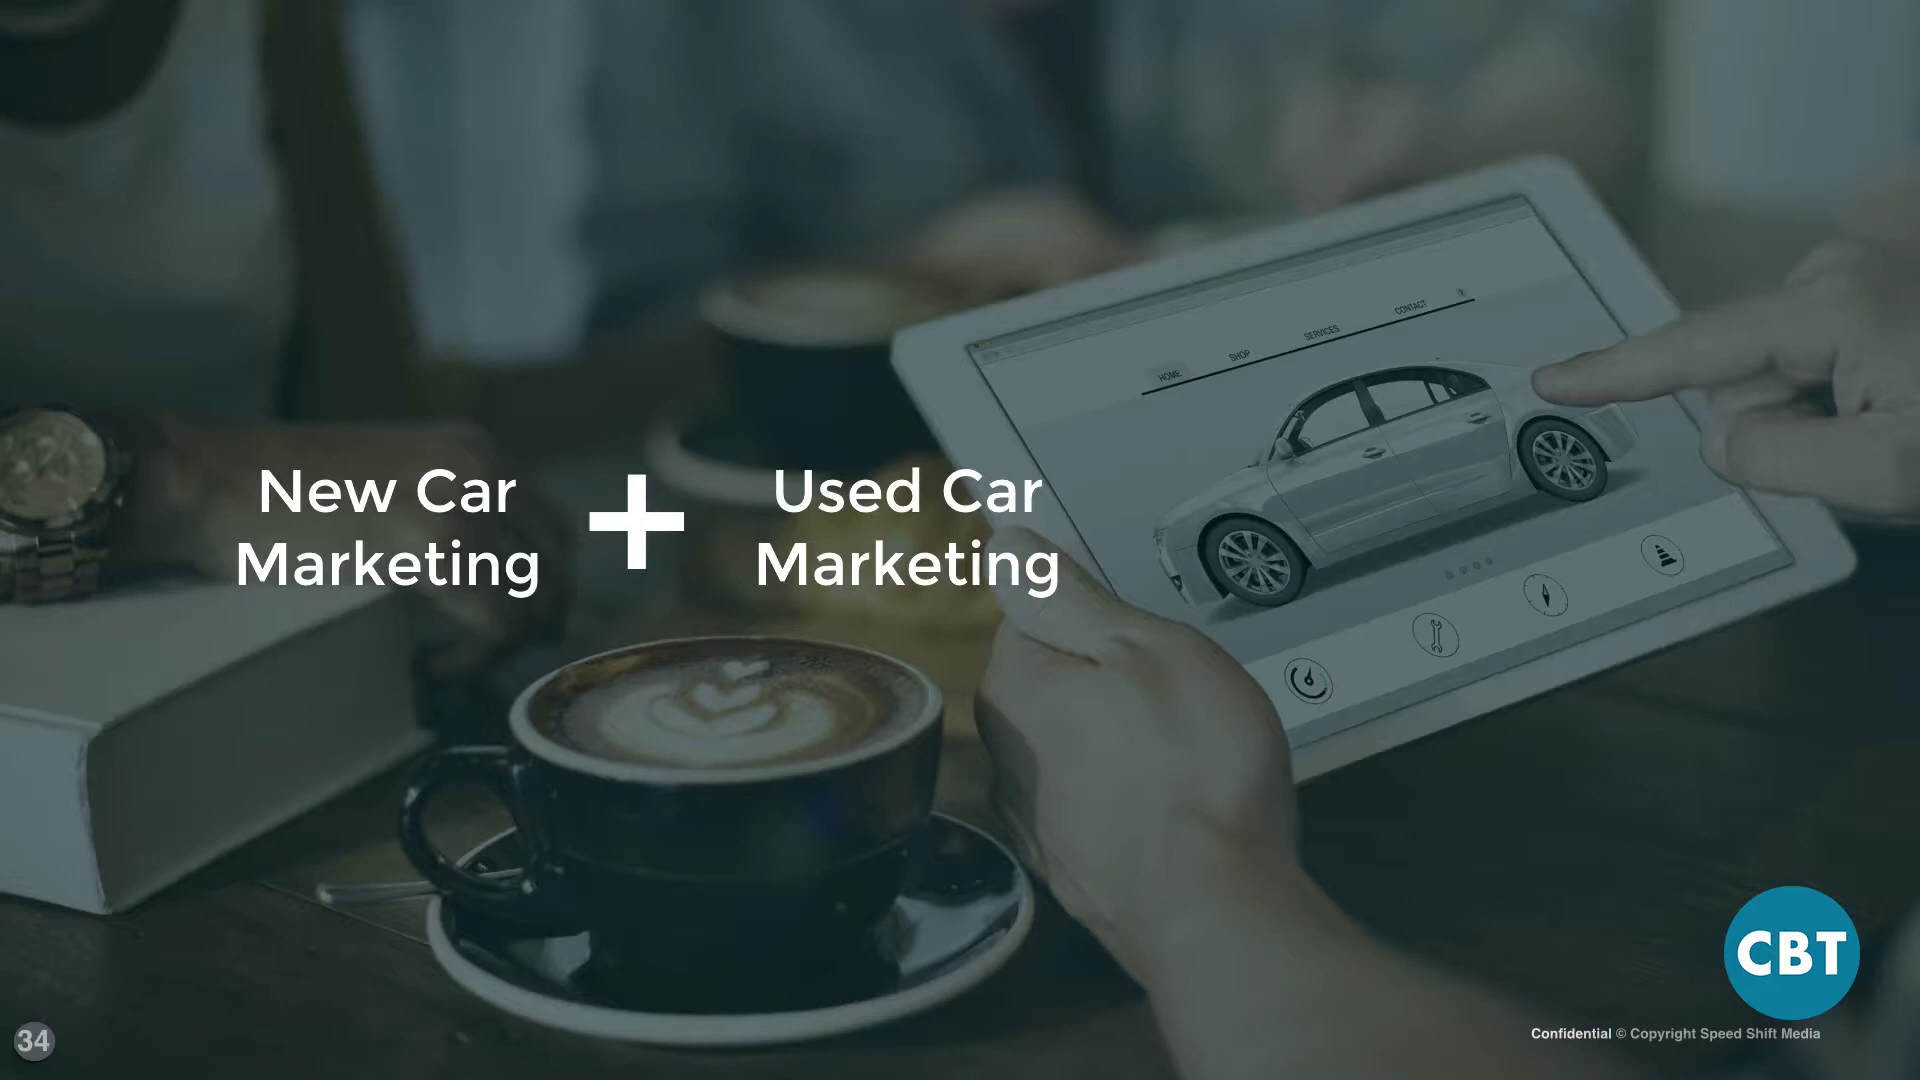 HOME SHOP SERVICES CONTACT
New Car
Marketing
+
Used Car
Marketing
CBT
34
Confidential © Copyright Speed Shift Media